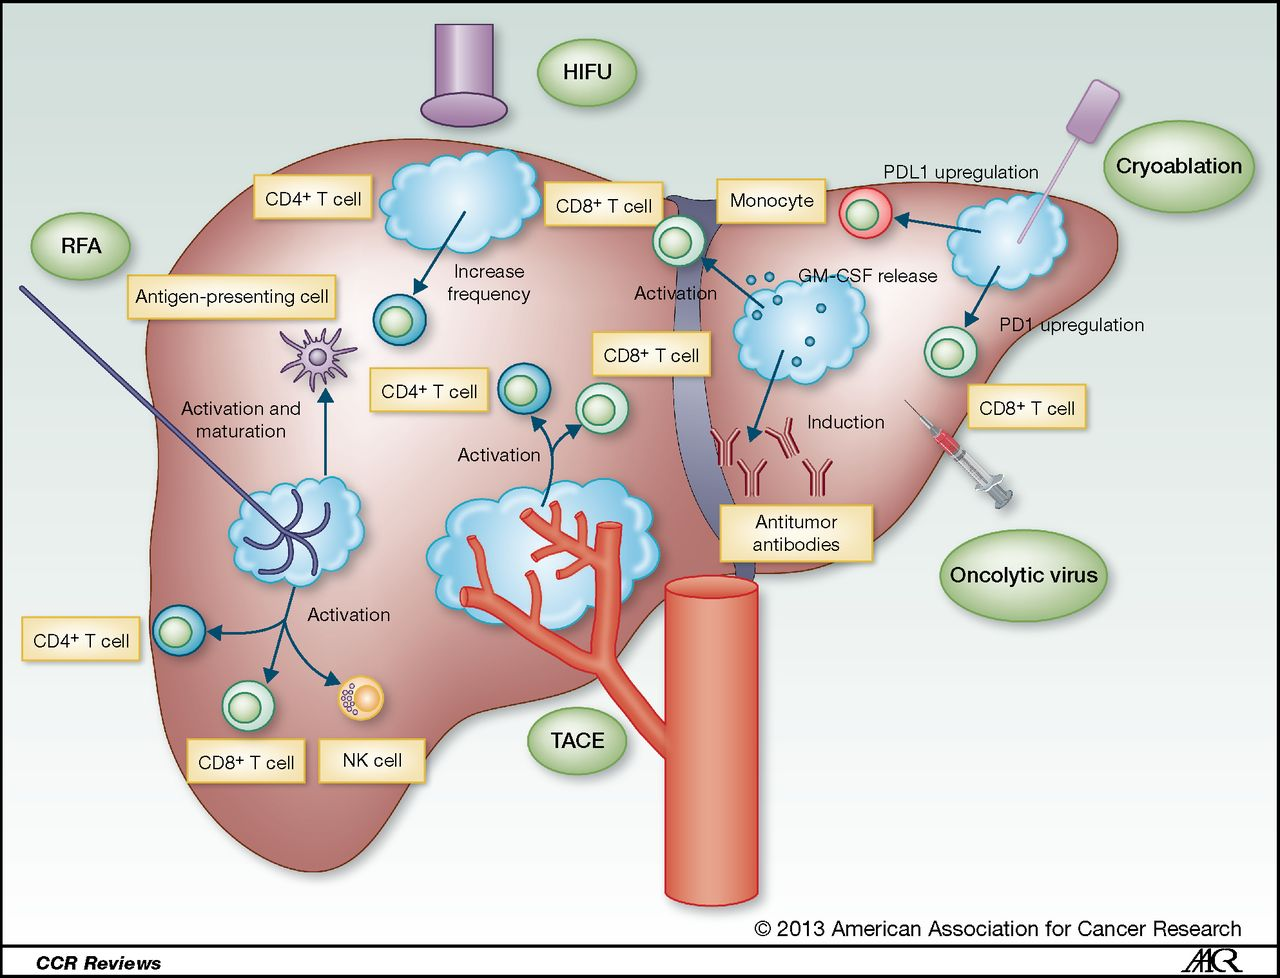 HIFU
Cryoablation
PDL1 upregulation
CD4+ T cell
CD8+ T cell
Monocyte
RFA
Increase
frequency
GM-CSF release
Activation
Antigen-presenting cell
PD1 upregulation
CD8+ T cell
CD4+ T cell
CD8+ T cell
Activation and
maturation
Induction
Activation
Antitumor
antibodies
Oncolytic virus
Activation
CD4+ T cell
TACE
CD8+ T cell
NK cell
© 2013 American Association for Cancer Research
CCR Reviews
AACR